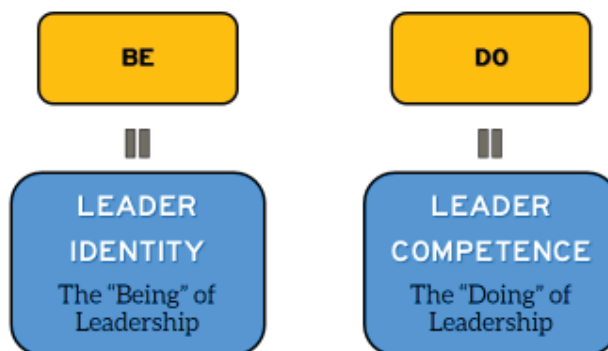 BE
DO
LEADER
IDENTITY
The "Being" of
Leadership
LEADER
COMPETENCE
The "Doing" of
Leadership